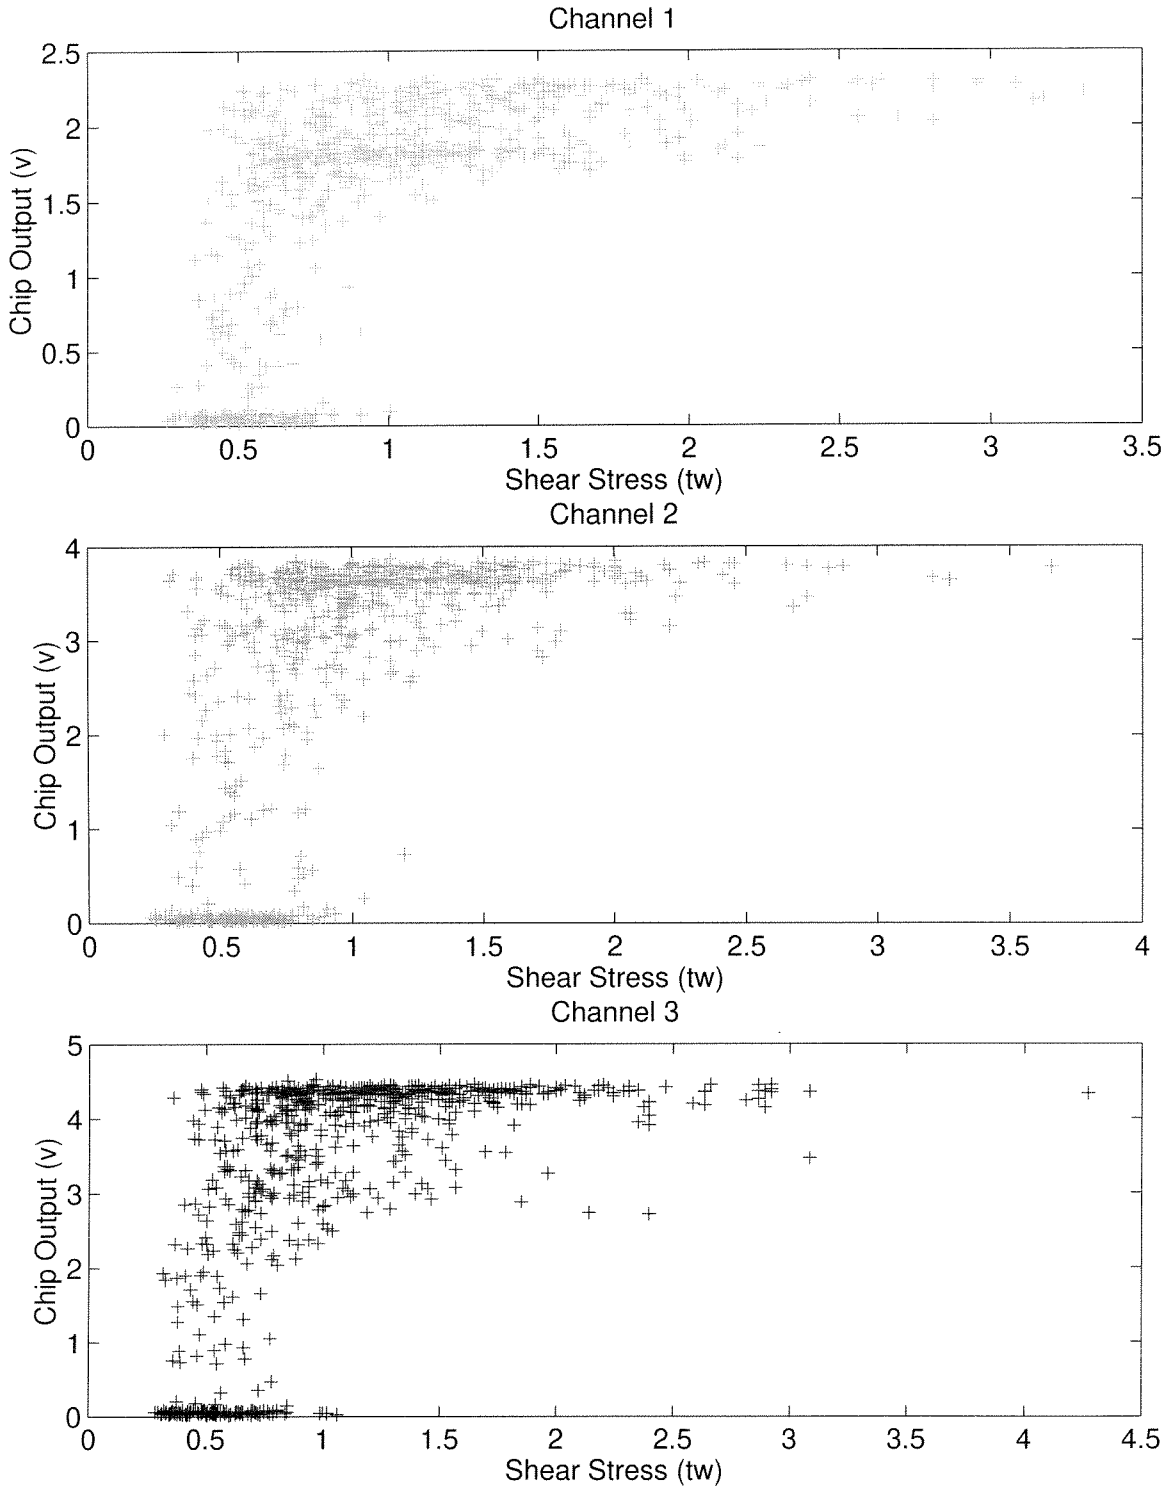 Channel 1
2.5
2
1.5
1
0.5
0
Chip Output (v)
0 0.5 1 1.5 2 2.5 3 3.5
Shear Stress (tw)
Channel 2
4
3
2
1
0
Chip Output (v)
0 0.5 1 1.5 2 2.5 3 3.5 4
Shear Stress (tw)
Channel 3
5
4
3
2
1
0
Chip Output (v)
0 0.5 1 1.5 2 2.5 3 3.5 4 4.5
Shear Stress (tw)